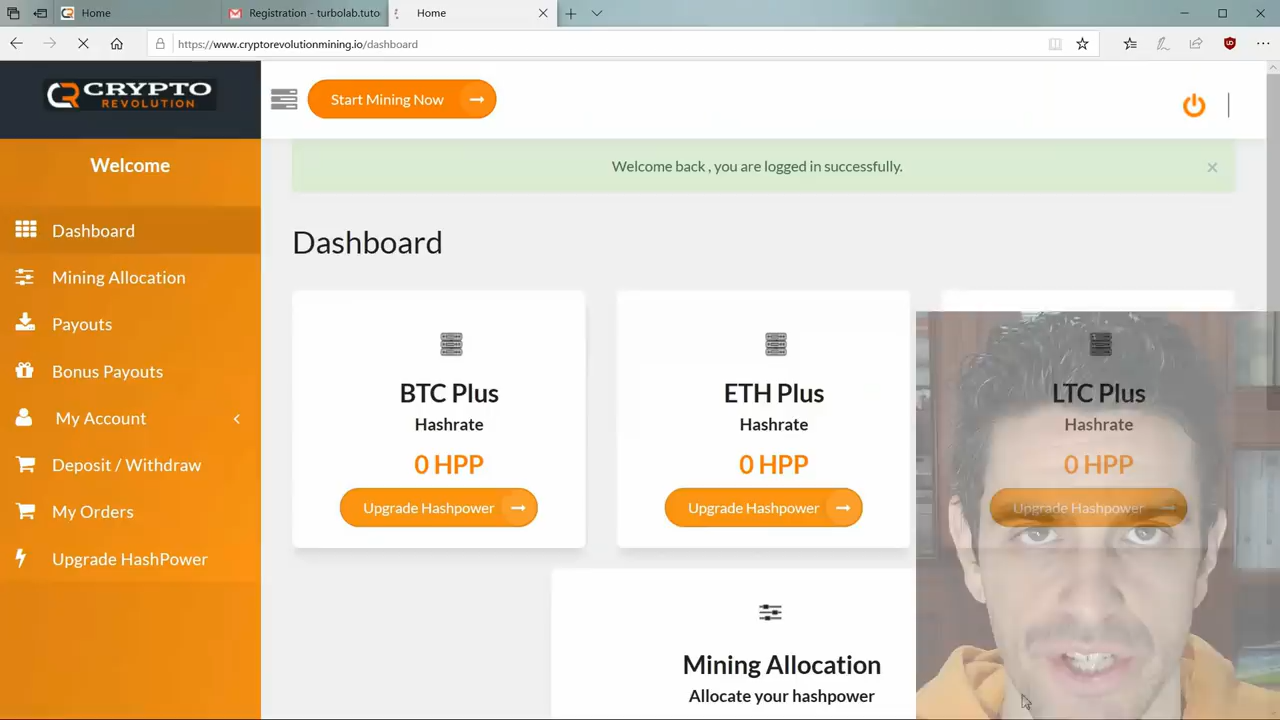 Home
Registration - turbolab.tuto
Home
https://www.cryptorevolutionmining.io/dashboard
CRYPTO
REVOLUTION
Start Mining Now
Welcome
Welcome back , you are logged in successfully.
Dashboard
Mining Allocation
Payouts
Bonus Payouts
My Account
Deposit / Withdraw
My Orders
Upgrade HashPower
Dashboard
BTC Plus
Hashrate
0 HPP
Upgrade Hashpower
ETH Plus
Hashrate
0 HPP
Upgrade Hashpower
LTC Plus
Hashrate
0 HPP
Upgrade Hashpower
Mining Allocation
Allocate your hashpower